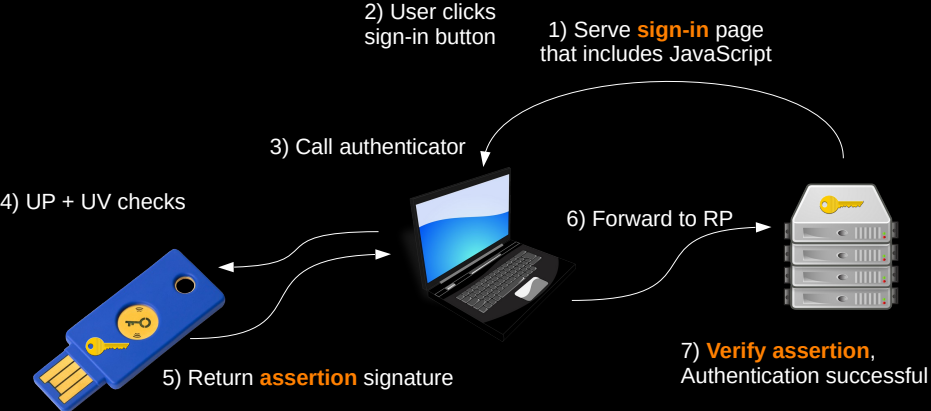 2) User clicks
sign-in button
1) Serve sign-in page
that includes JavaScript
3) Call authenticator
4) UP + UV checks
6) Forward to RP
5) Return assertion signature
7) Verify assertion,
Authentication successful